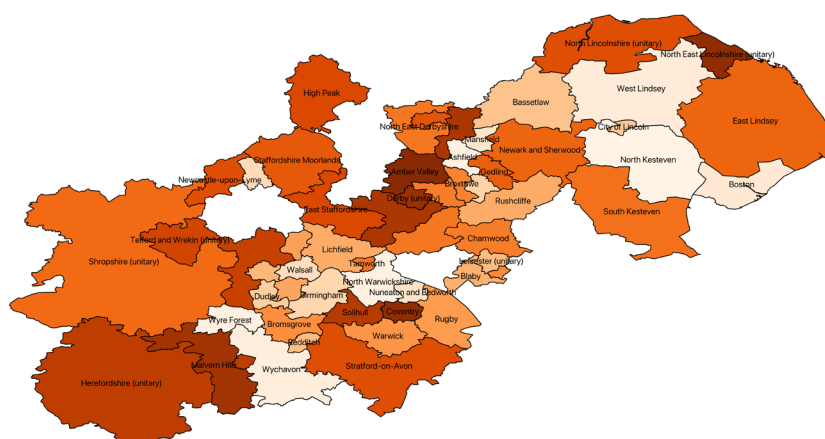 North Lincolnshire (unitary)
North East Lincolnshire (unitary)
High Peak
West Lindsey
Bassetlaw
East Lindsey
North East Derbyshire
City of Lincoln
Mansfield
Newark and Sherwood
Ashfield
Staffordshire Moorlands
North Kesteven
Amber Valley
Gedling
Newcastle-upon-Lyme
Broxtowe
Boston
Derby (unitary)
Rushcliffe
East Staffordshire
South Kesteven
Telford and Wrekin (unitary)
Charnwood
Lichfield
Shropshire (unitary)
Leicester (unitary)
Tamworth
Walsall
Blaby
North Warwickshire
Nuneaton and Bedworth
Dudley
Birmingham
Solihull
Coventry
Wyre Forest
Rugby
Bromsgrove
Warwick
Redditch
Malvern Hills
Stratford-on-Avon
Wychavon
Herefordshire (unitary)